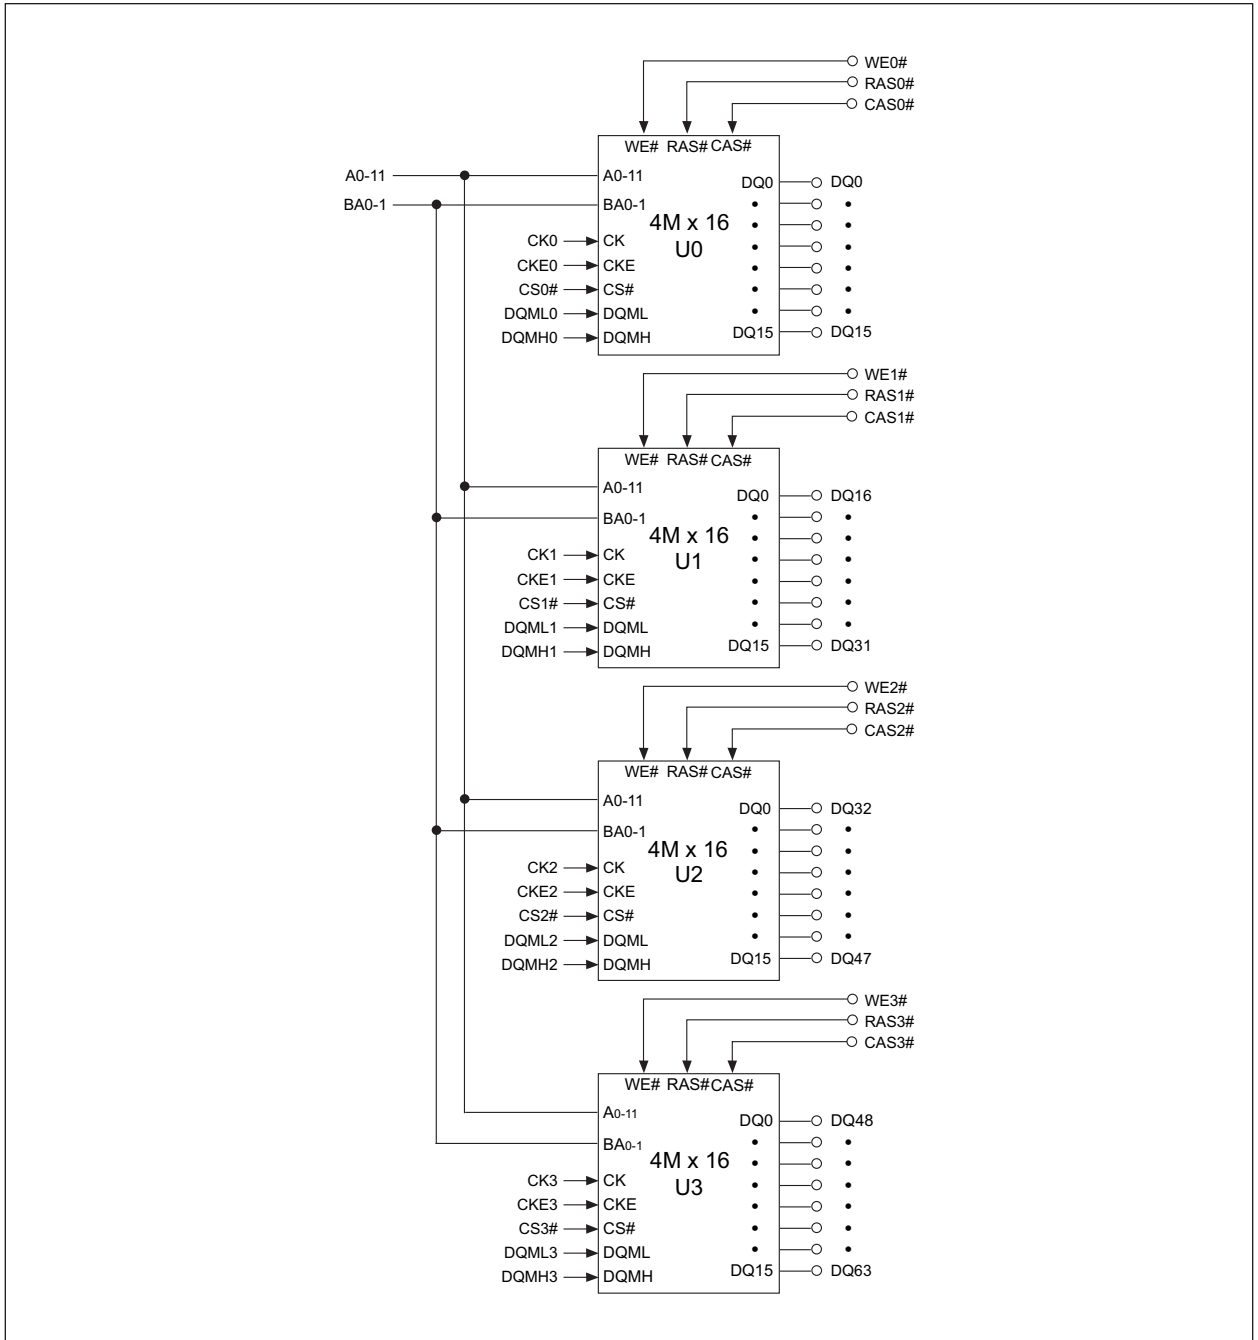 WE0#
RAS0#
CAS0#
WE# RAS# CAS#
A0-11 A0-11
DQ0 DQ0
BA0-1 BA0-1
4M x 16
U0
CK0 CK
CKE0 CKE
CS0# CS#
DQML0 DQML
DQMH0 DQMH
DQ15 DQ15
WE1#
RAS1#
CAS1#
WE# RAS# CAS#
A0-11
DQ0 DQ16
BA0-1
4M x 16
U1
CK1 CK
CKE1 CKE
CS1# CS#
DQML1 DQML
DQMH1 DQMH
DQ15 DQ31
WE2#
RAS2#
CAS2#
WE# RAS# CAS#
A0-11
DQ0 DQ32
BA0-1
4M x 16
U2
CK2 CK
CKE2 CKE
CS2# CS#
DQML2 DQML
DQMH2 DQMH
DQ15 DQ47
WE3#
RAS3#
CAS3#
WE# RAS# CAS#
A0-11
DQ0 DQ48
BA0-1
4M x 16
U3
CK3 CK
CKE3 CKE
CS3# CS#
DQML3 DQML
DQMH3 DQMH
DQ15 DQ63